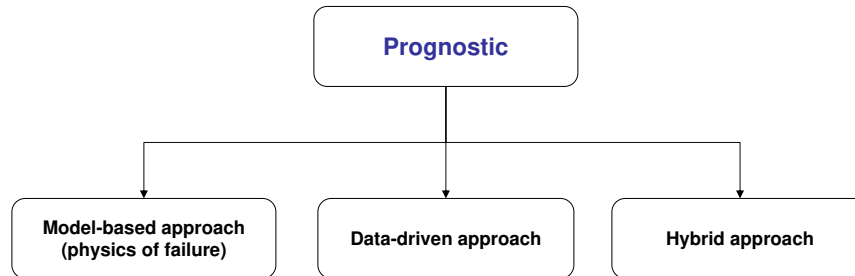 Prognostic
Model-based approach
(physics of failure)
Data-driven approach
Hybrid approach